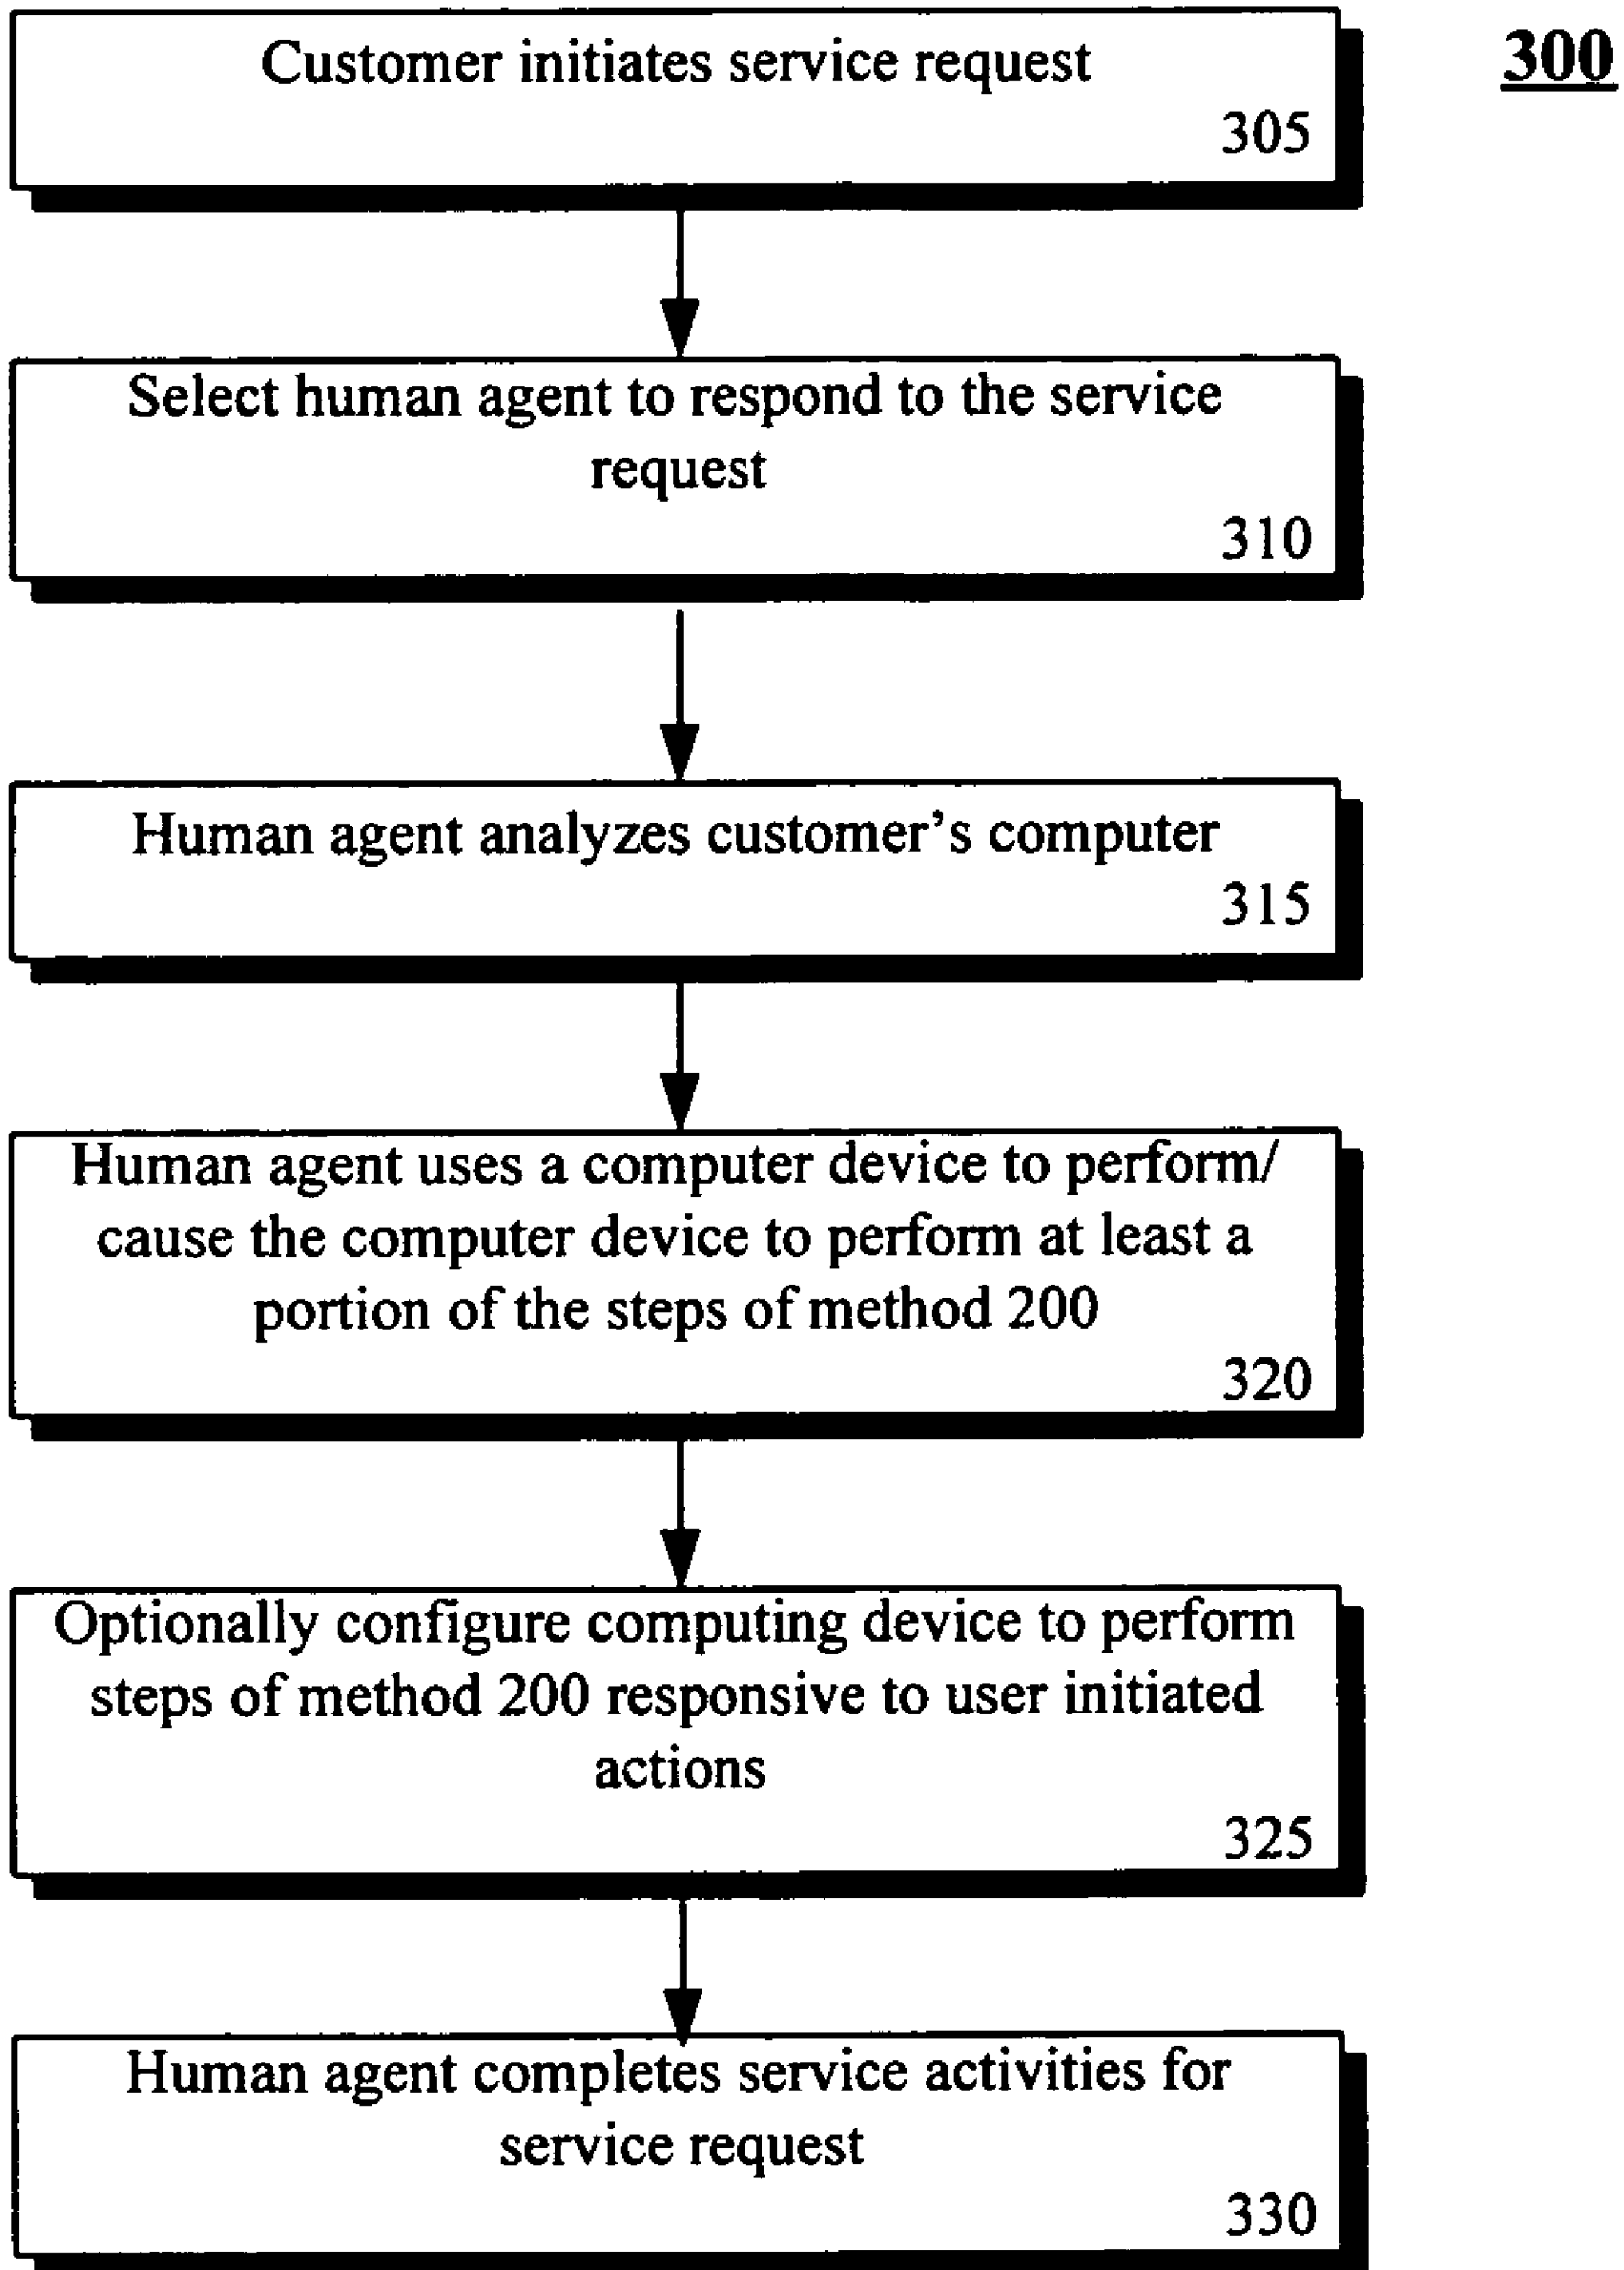 300
Customer initiates service request
305
Select human agent to respond to the service
request
310
Human agent analyzes customer's computer
315
Human agent uses a computer device to perform/
cause the computer device to perform at least a
portion of the steps of method 200
320
Optionally configure computing device to perform
steps of method 200 responsive to user initiated
actions
325
Human agent completes service activities for
service request
330